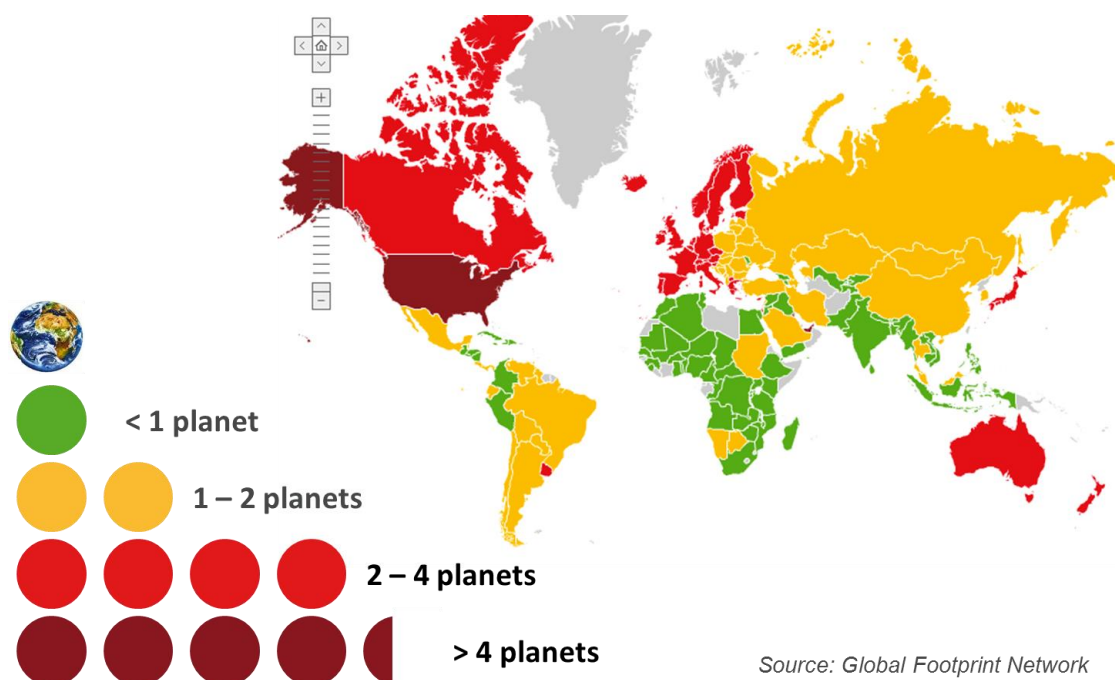 < 1 planet
1 – 2 planets
2 – 4 planets
> 4 planets
Source: Global Footprint Network